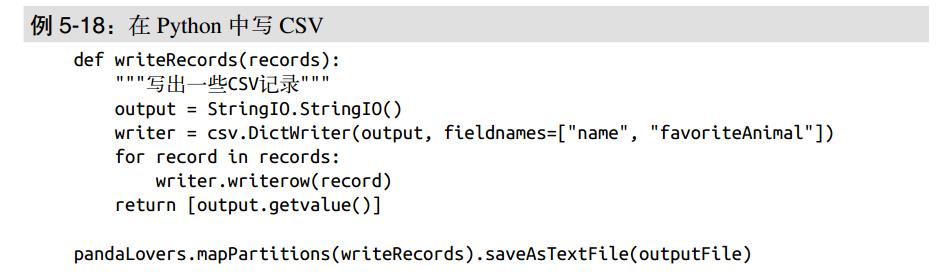 例 5-18：在 Python 中写 CSV
def writeRecords(records):
    """写出一些CSV记录"""
    output = StringIO.StringIO()
    writer = csv.DictWriter(output, fieldnames=["name", "favoriteAnimal"])
    for record in records:
        writer.writerow(record)
    return [output.getvalue()]

pandaLovers.mapPartitions(writeRecords).saveAsTextFile(outputFile)